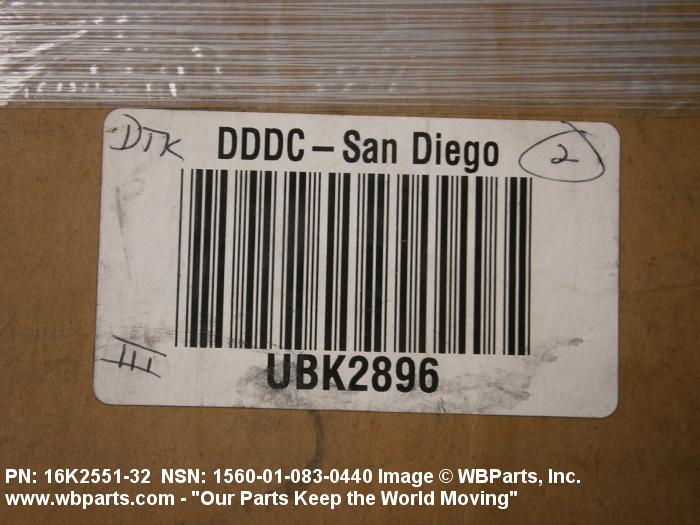 DTK DDDC – San Diego 2
III
UBK2896
PN: 16K2551-32 NSN: 1560-01-083-0440 Image © WBParts, Inc.
www.wbparts.com - "Our Parts Keep the World Moving"